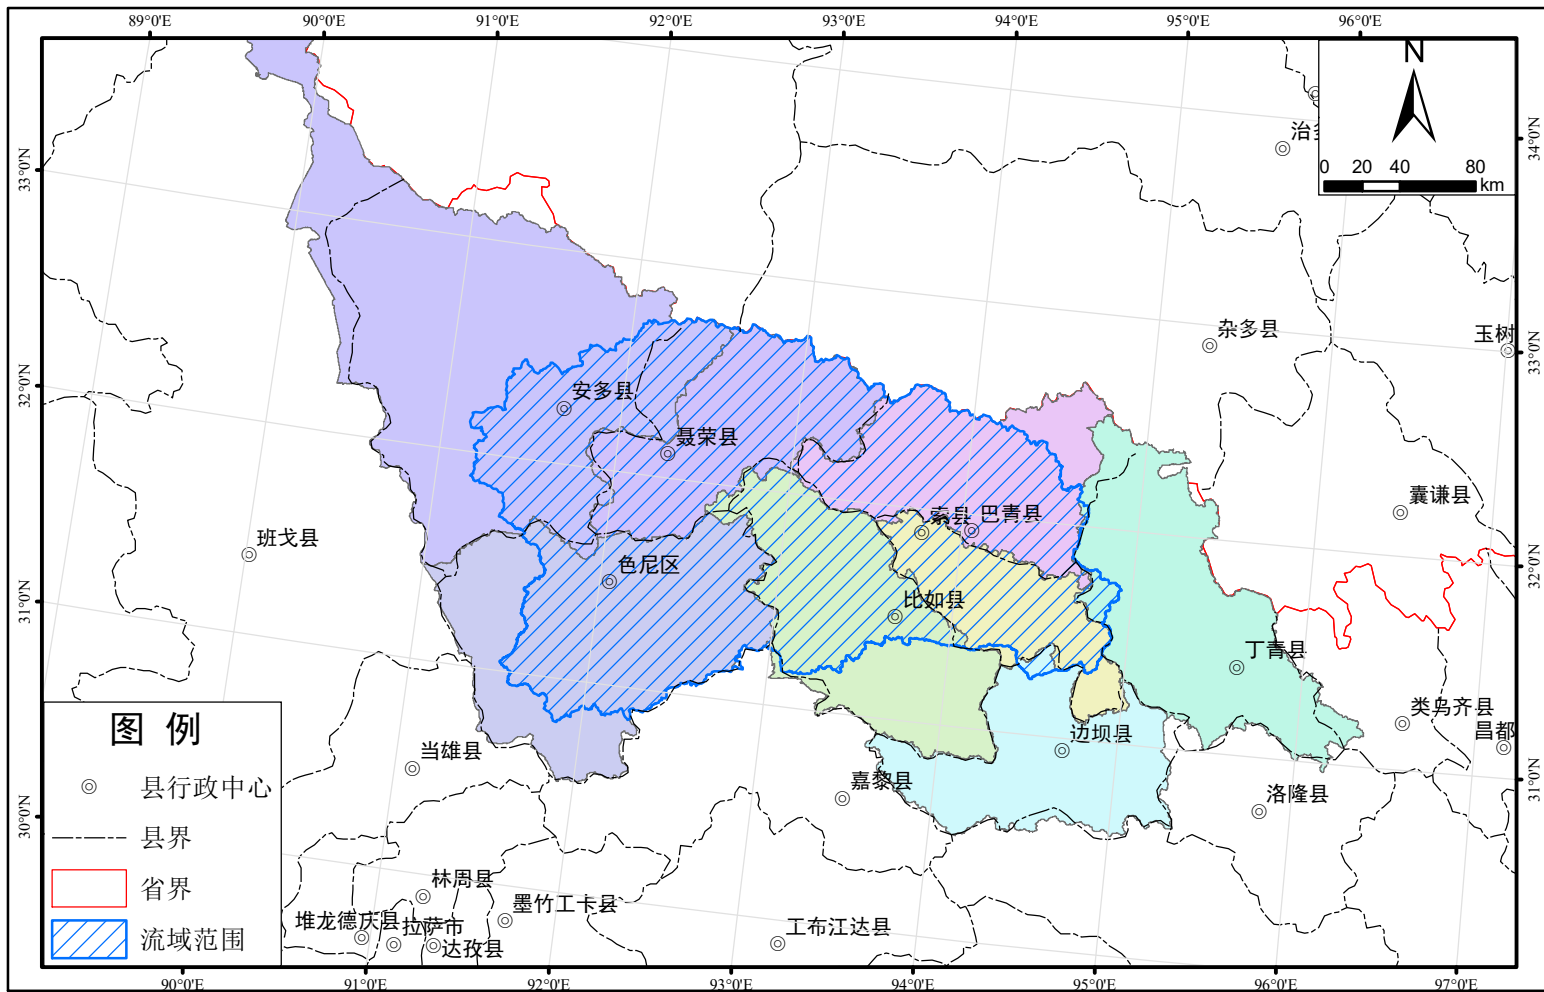 89°0'E 90°0'E 91°0'E 92°0'E 93°0'E 94°0'E 95°0'E 96°0'E
N
0 20 40 80
km
34°0'N
33°0'N
32°0'N
31°0'N
33°0'N
32°0'N
31°0'N
30°0'N
杂多县
玉树
安多县
聂荣县
囊谦县
班戈县
索县
巴青县
色尼区
比如县
丁青县
类乌齐县
昌都
当雄县
边坝县
嘉黎县
洛隆县
林周县
墨竹工卡县
堆龙德庆县
拉萨市
达孜县
工布江达县
图 例
县行政中心
县界
省界
流域范围
90°0'E 91°0'E 92°0'E 93°0'E 94°0'E 95°0'E 96°0'E 97°0'E